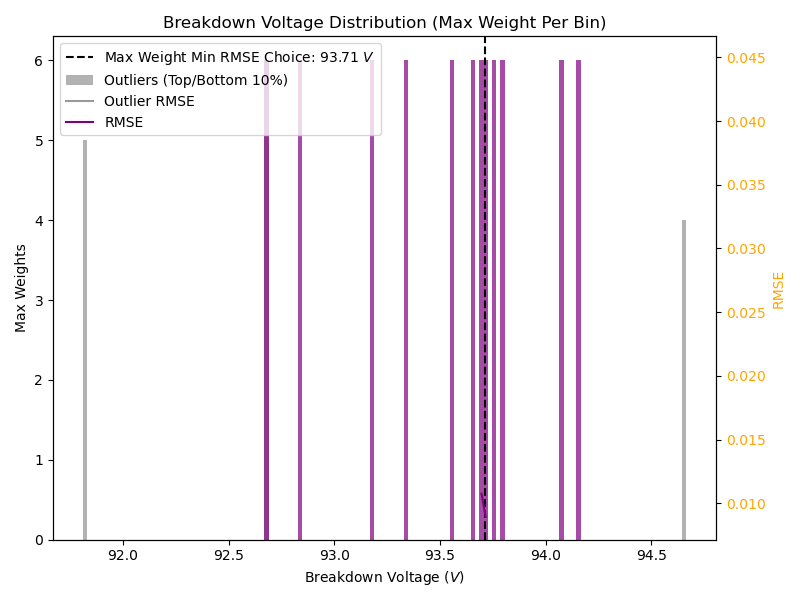 Breakdown Voltage Distribution (Max Weight Per Bin)
Max Weight Min RMSE Choice: 93.71 V
Outliers (Top/Bottom 10%)
Outlier RMSE
RMSE
Max Weights
6
5
4
3
2
1
0
0.045
0.040
0.035
0.030
0.025
0.020
0.015
0.010
RMSE
92.0 92.5 93.0 93.5 94.0 94.5
Breakdown Voltage (V)